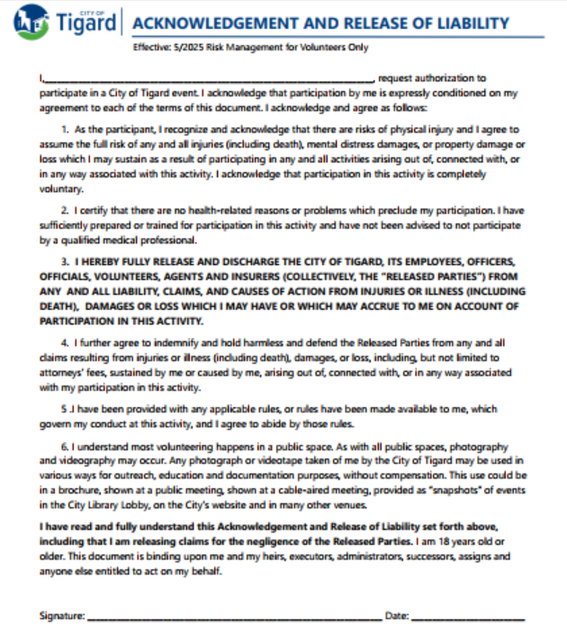 CITY OF
Tigard
ACKNOWLEDGEMENT AND RELEASE OF LIABILITY
Effective: 5/2025 Risk Management for Volunteers Only
I,______________________________, request authorization to
participate in a City of Tigard event. I acknowledge that participation by me is expressly conditioned on my
agreement to each of the terms of this document. I acknowledge and agree as follows:
1. As the participant, I recognize and acknowledge that there are risks of physical injury and I agree to
assume the full risk of any and all injuries (including death), mental distress damages, or property damage or
loss which I may sustain as a result of participating in any and all activities arising out of, connected with, or
in any way associated with this activity. I acknowledge that participation in this activity is completely
voluntary.
2. I certify that there are no health-related reasons or problems which preclude my participation. I have
sufficiently prepared or trained for participation in this activity and have not been advised to not participate
by a qualified medical professional.
3. I HEREBY FULLY RELEASE AND DISCHARGE THE CITY OF TIGARD, ITS EMPLOYEES, OFFICERS,
OFFICIALS, VOLUNTEERS, AGENTS AND INSURERS (COLLECTIVELY, THE “RELEASED PARTIES”) FROM
ANY AND ALL LIABILITY, CLAIMS, AND CAUSES OF ACTION FROM INJURIES OR ILLNESS (INCLUDING
DEATH), DAMAGES OR LOSS WHICH I MAY HAVE OR WHICH MAY ACCRUE TO ME ON ACCOUNT OF
PARTICIPATION IN THIS ACTIVITY.
4. I further agree to indemnify and hold harmless and defend the Released Parties from any and all
claims resulting from injuries or illness (including death), damages, or loss, including, but not limited to
attorneys’ fees, sustained by me or caused by me, arising out of, connected with, or in any way associated
with my participation in this activity.
5 .I have been provided with any applicable rules, or rules have been made available to me, which
govern my conduct at this activity, and I agree to abide by those rules.
6. I understand most volunteering happens in a public space. As with all public spaces, photography
and videography may occur. Any photograph or videotape taken of me by the City of Tigard may be used in
various ways for outreach, education and documentation purposes, without compensation. This use could be
in a brochure, shown at a public meeting, shown at a cable-aired meeting, provided as “snapshots” of events
in the City Library Lobby, on the City’s website and in many other venues.
I have read and fully understand this Acknowledgement and Release of Liability set forth above,
including that I am releasing claims for the negligence of the Released Parties. I am 18 years old or
older. This document is binding upon me and my heirs, executors, administrators, successors, assigns and
anyone else entitled to act on my behalf.
Signature: ______________________________ Date: ______________